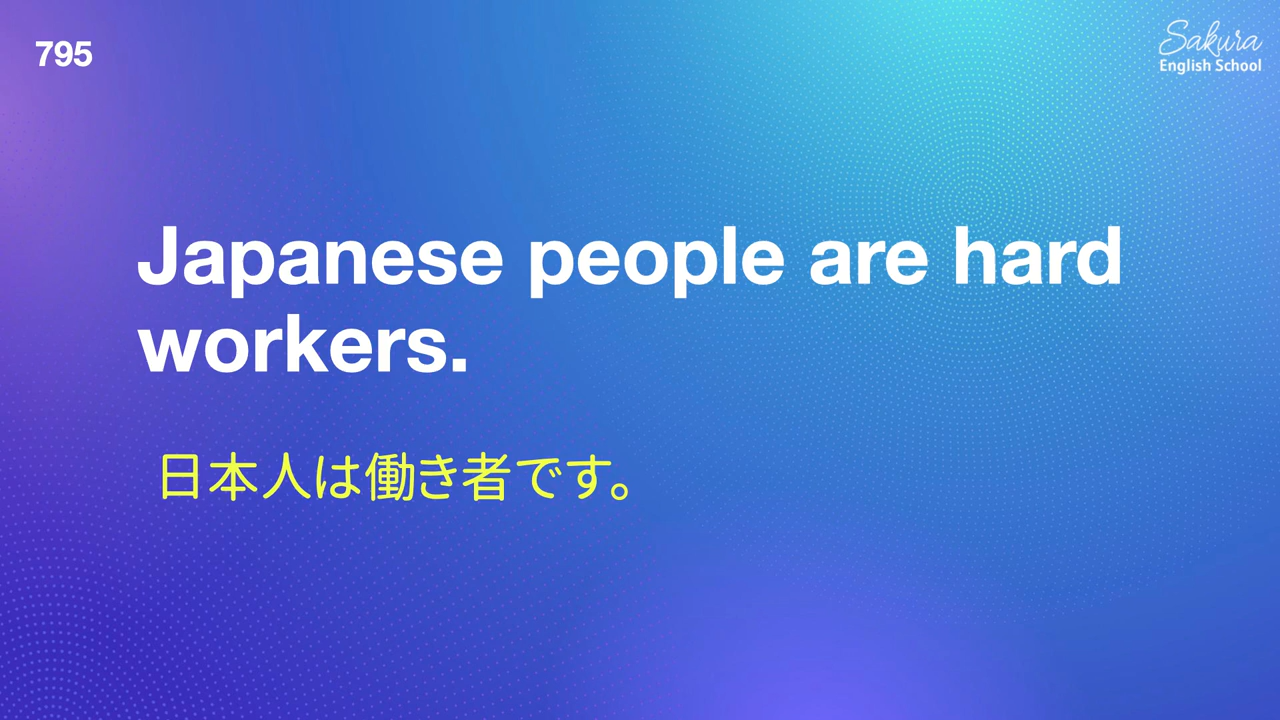 795
Sakura
English School
Japanese people are hard
workers.
日本人は働き者です。